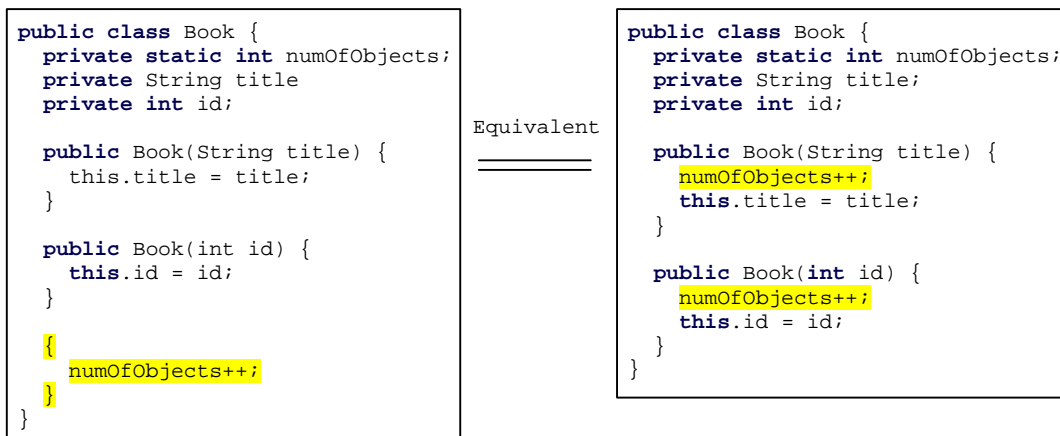 public class Book {
  private static int numOfObjects;
  private String title
  private int id;

  public Book(String title) {
    this.title = title;
  }

  public Book(int id) {
    this.id = id;
  }

  {
    numOfObjects++;
  }
}
Equivalent
public class Book {
  private static int numOfObjects;
  private String title;
  private int id;

  public Book(String title) {
    numOfObjects++;
    this.title = title;
  }

  public Book(int id) {
    numOfObjects++;
    this.id = id;
  }
}